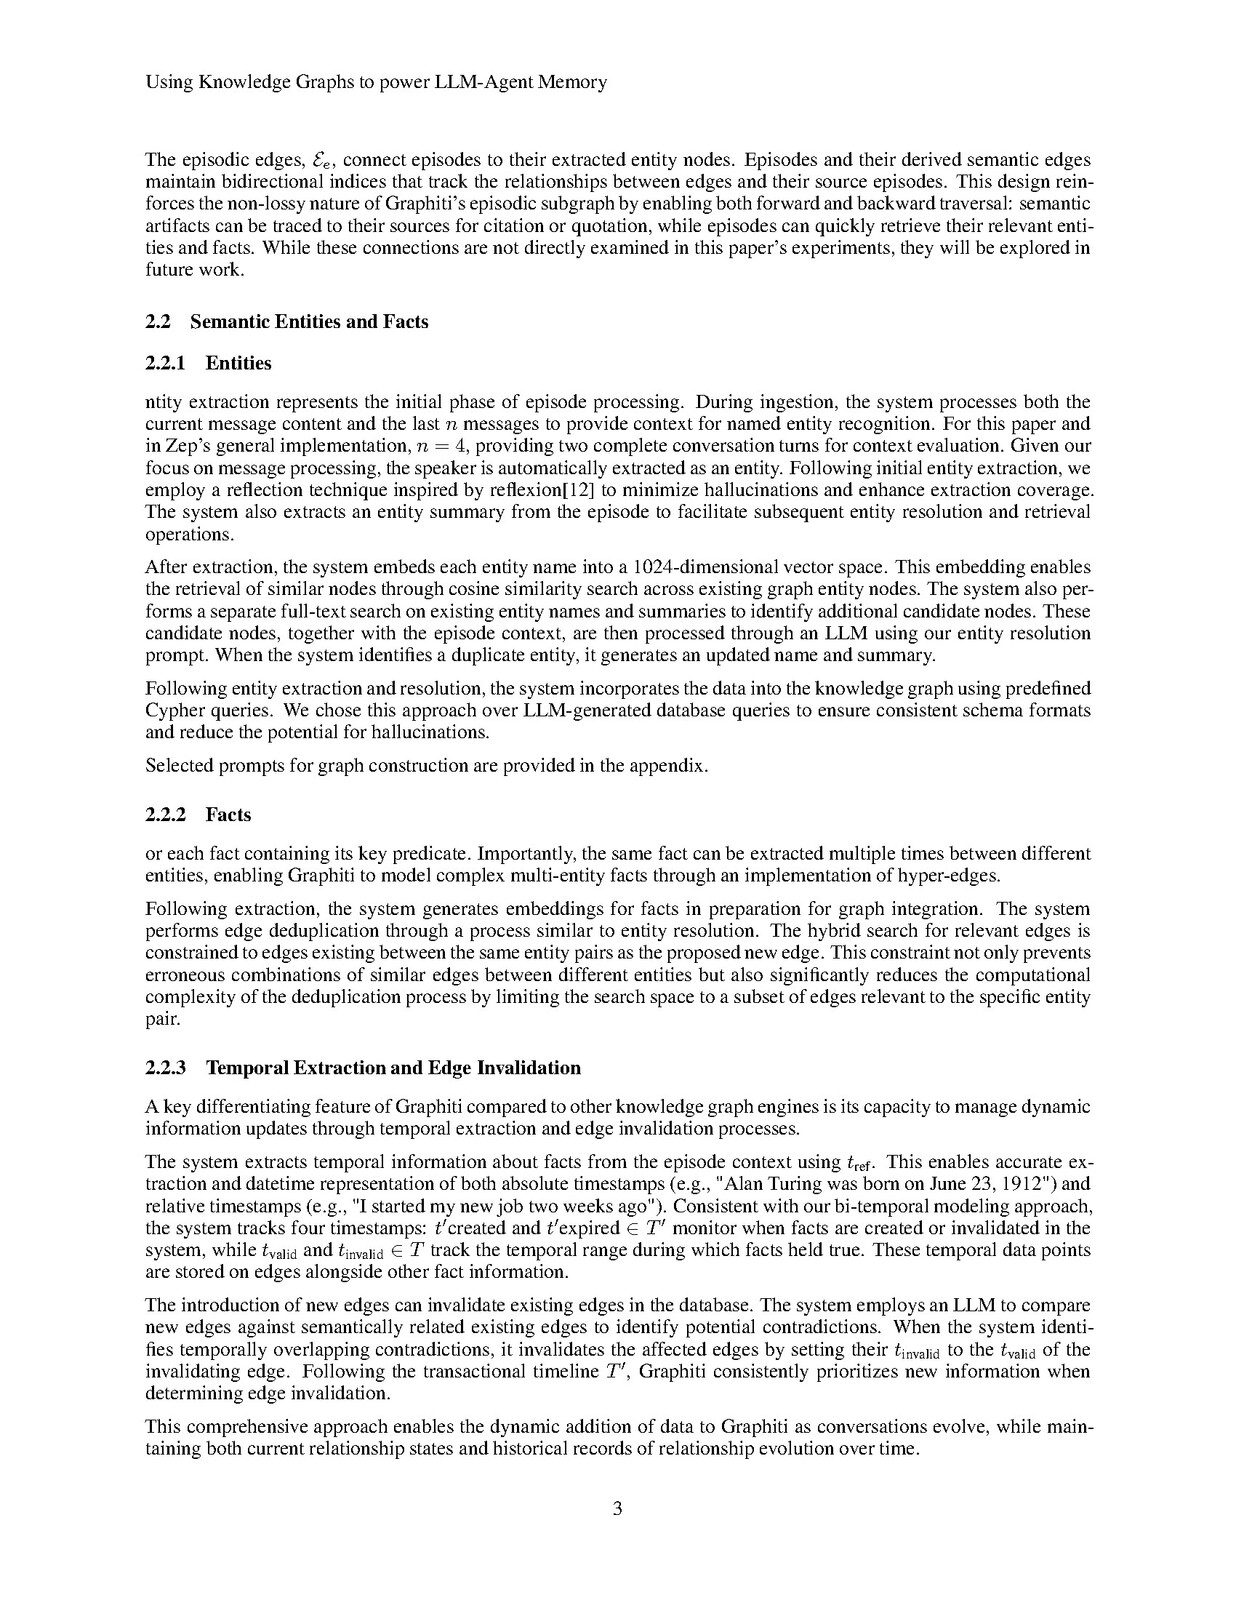 Using Knowledge Graphs to power LLM-Agent Memory
The episodic edges, ℰₑ, connect episodes to their extracted entity nodes. Episodes and their derived semantic edges
maintain bidirectional indices that track the relationships between edges and their source episodes. This design rein-
forces the non-lossy nature of Graphiti's episodic subgraph by enabling both forward and backward traversal: semantic
artifacts can be traced to their sources for citation or quotation, while episodes can quickly retrieve their relevant enti-
ties and facts. While these connections are not directly examined in this paper's experiments, they will be explored in
future work.
2.2 Semantic Entities and Facts
2.2.1 Entities
ntity extraction represents the initial phase of episode processing. During ingestion, the system processes both the
current message content and the last n messages to provide context for named entity recognition. For this paper and
in Zep's general implementation, n = 4, providing two complete conversation turns for context evaluation. Given our
focus on message processing, the speaker is automatically extracted as an entity. Following initial entity extraction, we
employ a reflection technique inspired by reflexion[12] to minimize hallucinations and enhance extraction coverage.
The system also extracts an entity summary from the episode to facilitate subsequent entity resolution and retrieval
operations.
After extraction, the system embeds each entity name into a 1024-dimensional vector space. This embedding enables
the retrieval of similar nodes through cosine similarity search across existing graph entity nodes. The system also per-
forms a separate full-text search on existing entity names and summaries to identify additional candidate nodes. These
candidate nodes, together with the episode context, are then processed through an LLM using our entity resolution
prompt. When the system identifies a duplicate entity, it generates an updated name and summary.
Following entity extraction and resolution, the system incorporates the data into the knowledge graph using predefined
Cypher queries. We chose this approach over LLM-generated database queries to ensure consistent schema formats
and reduce the potential for hallucinations.
Selected prompts for graph construction are provided in the appendix.
2.2.2 Facts
or each fact containing its key predicate. Importantly, the same fact can be extracted multiple times between different
entities, enabling Graphiti to model complex multi-entity facts through an implementation of hyper-edges.
Following extraction, the system generates embeddings for facts in preparation for graph integration. The system
performs edge deduplication through a process similar to entity resolution. The hybrid search for relevant edges is
constrained to edges existing between the same entity pairs as the proposed new edge. This constraint not only prevents
erroneous combinations of similar edges between different entities but also significantly reduces the computational
complexity of the deduplication process by limiting the search space to a subset of edges relevant to the specific entity
pair.
2.2.3 Temporal Extraction and Edge Invalidation
A key differentiating feature of Graphiti compared to other knowledge graph engines is its capacity to manage dynamic
information updates through temporal extraction and edge invalidation processes.
The system extracts temporal information about facts from the episode context using t_ref. This enables accurate ex-
traction and datetime representation of both absolute timestamps (e.g., "Alan Turing was born on June 23, 1912") and
relative timestamps (e.g., "I started my new job two weeks ago"). Consistent with our bi-temporal modeling approach,
the system tracks four timestamps: t′created and t′expired ∈ T′ monitor when facts are created or invalidated in the
system, while t_valid and t_invalid ∈ T track the temporal range during which facts held true. These temporal data points
are stored on edges alongside other fact information.
The introduction of new edges can invalidate existing edges in the database. The system employs an LLM to compare
new edges against semantically related existing edges to identify potential contradictions. When the system identi-
fies temporally overlapping contradictions, it invalidates the affected edges by setting their t_invalid to the t_valid of the
invalidating edge. Following the transactional timeline T′, Graphiti consistently prioritizes new information when
determining edge invalidation.
This comprehensive approach enables the dynamic addition of data to Graphiti as conversations evolve, while main-
taining both current relationship states and historical records of relationship evolution over time.
3